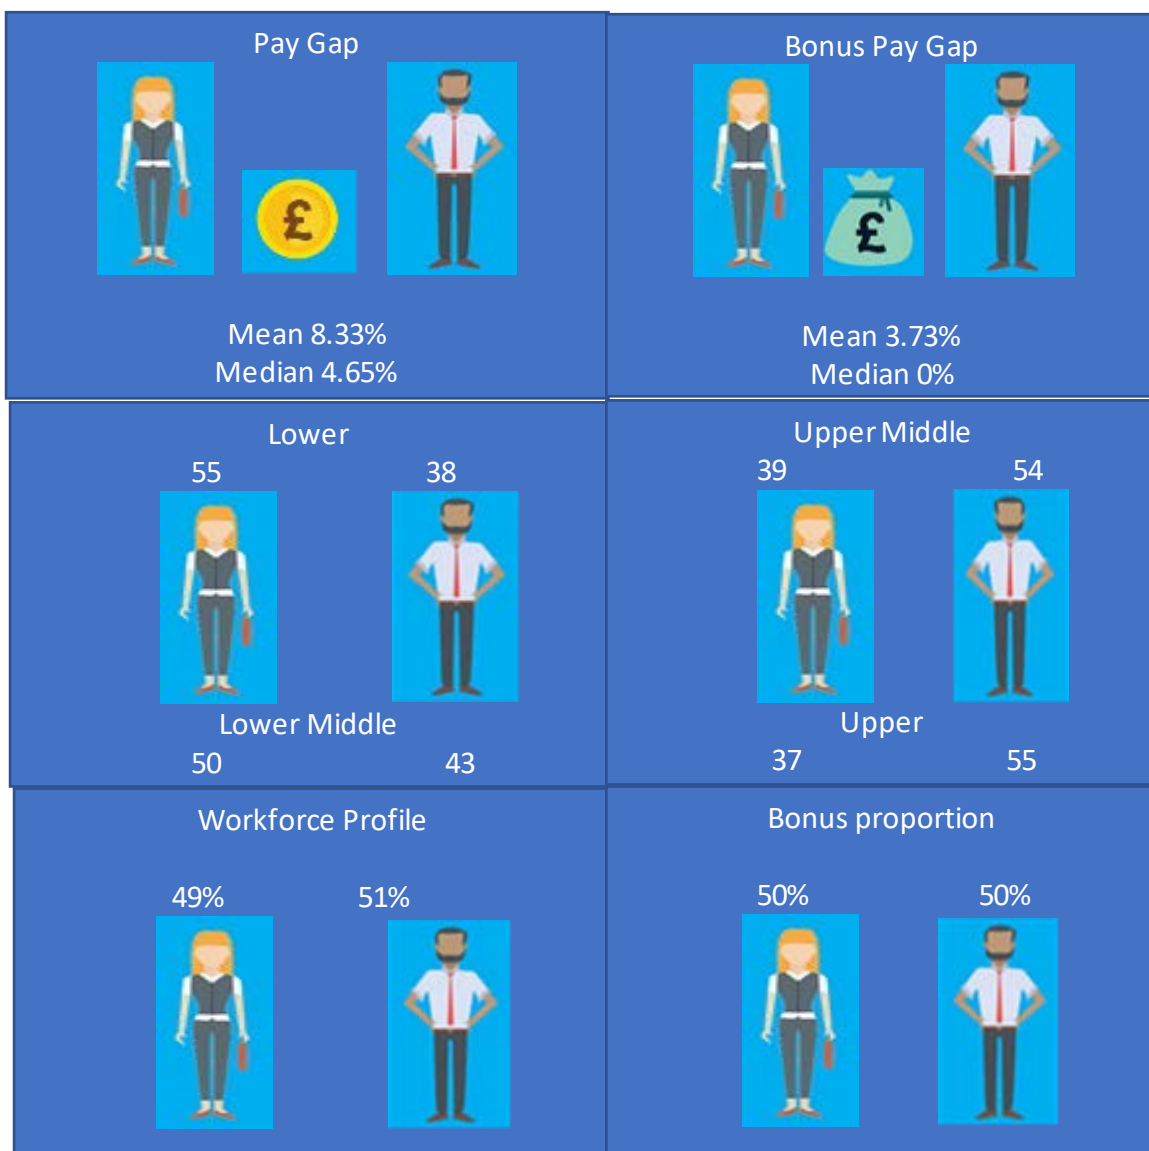 Pay Gap
£
Mean 8.33%
Median 4.65%
Bonus Pay Gap
£
Mean 3.73%
Median 0%
Lower
55 38
Lower Middle
50 43
Upper Middle
39 54
Upper
37 55
Workforce Profile
49% 51%
Bonus proportion
50% 50%